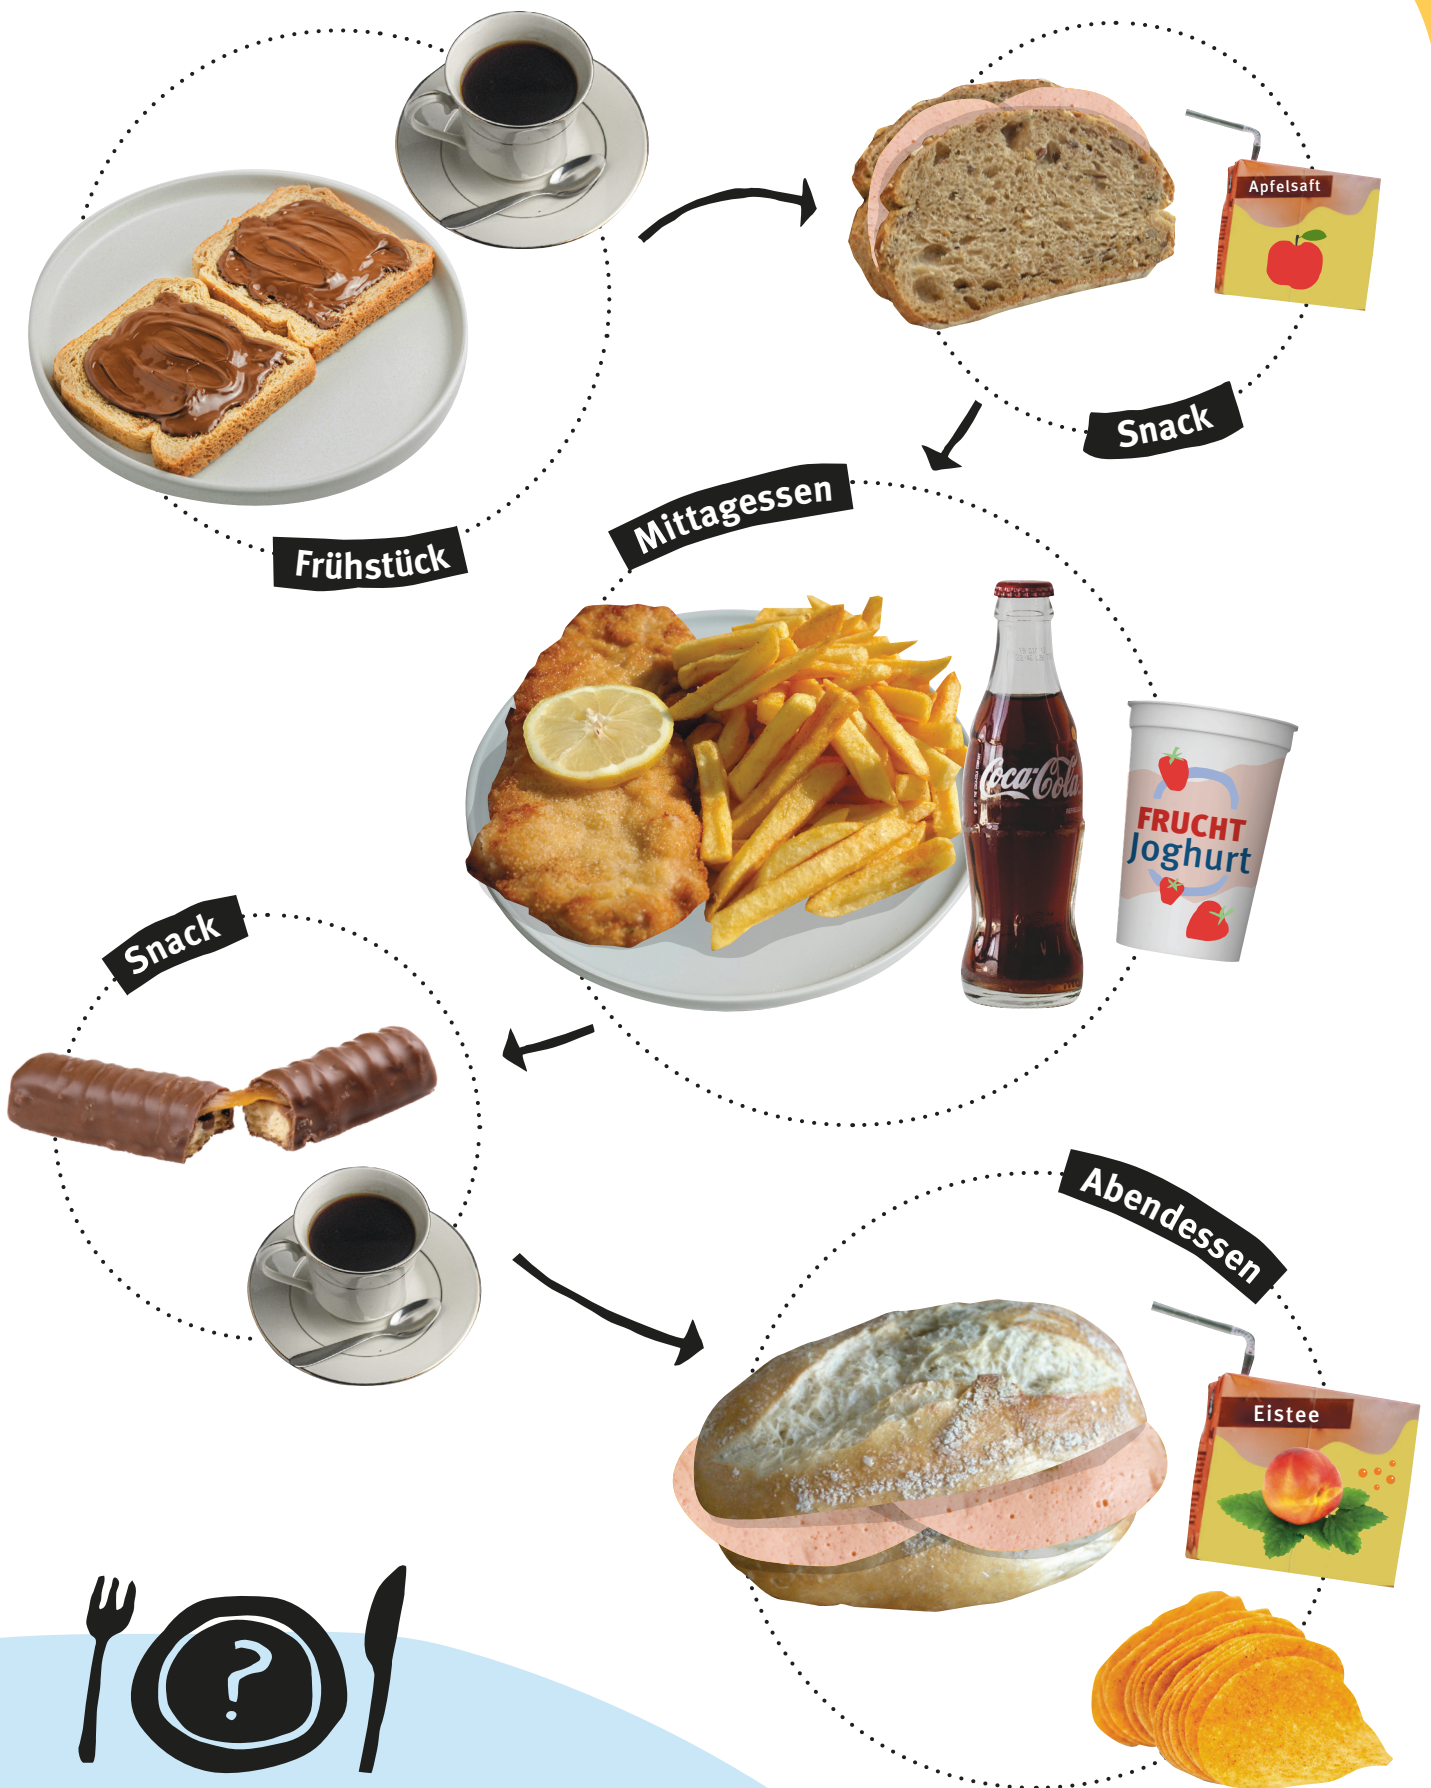 Frühstück
Apfelsaft
Snack
Mittagessen
Coca-Cola
FRUCHT
Joghurt
Snack
Abendessen
Eistee
?